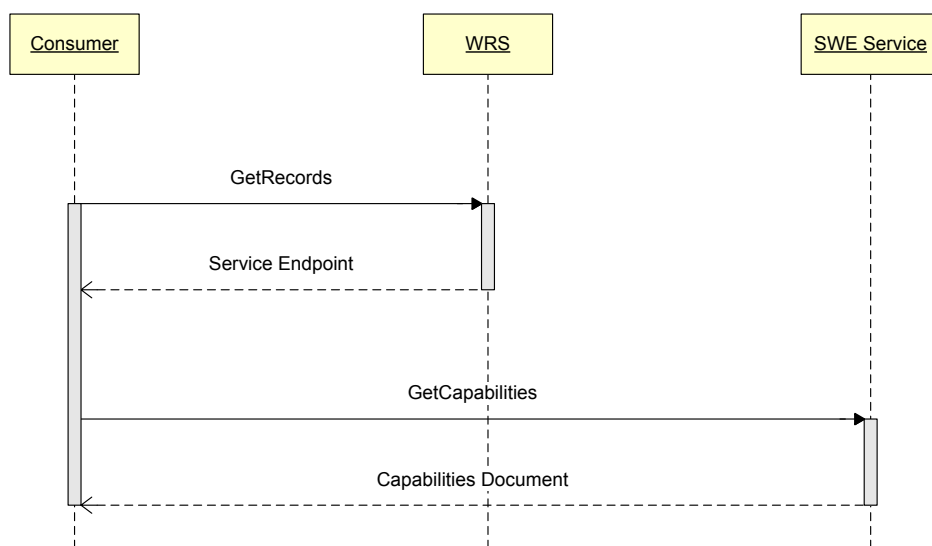 Consumer
WRS
SWE Service
GetRecords
Service Endpoint
GetCapabilities
Capabilities Document